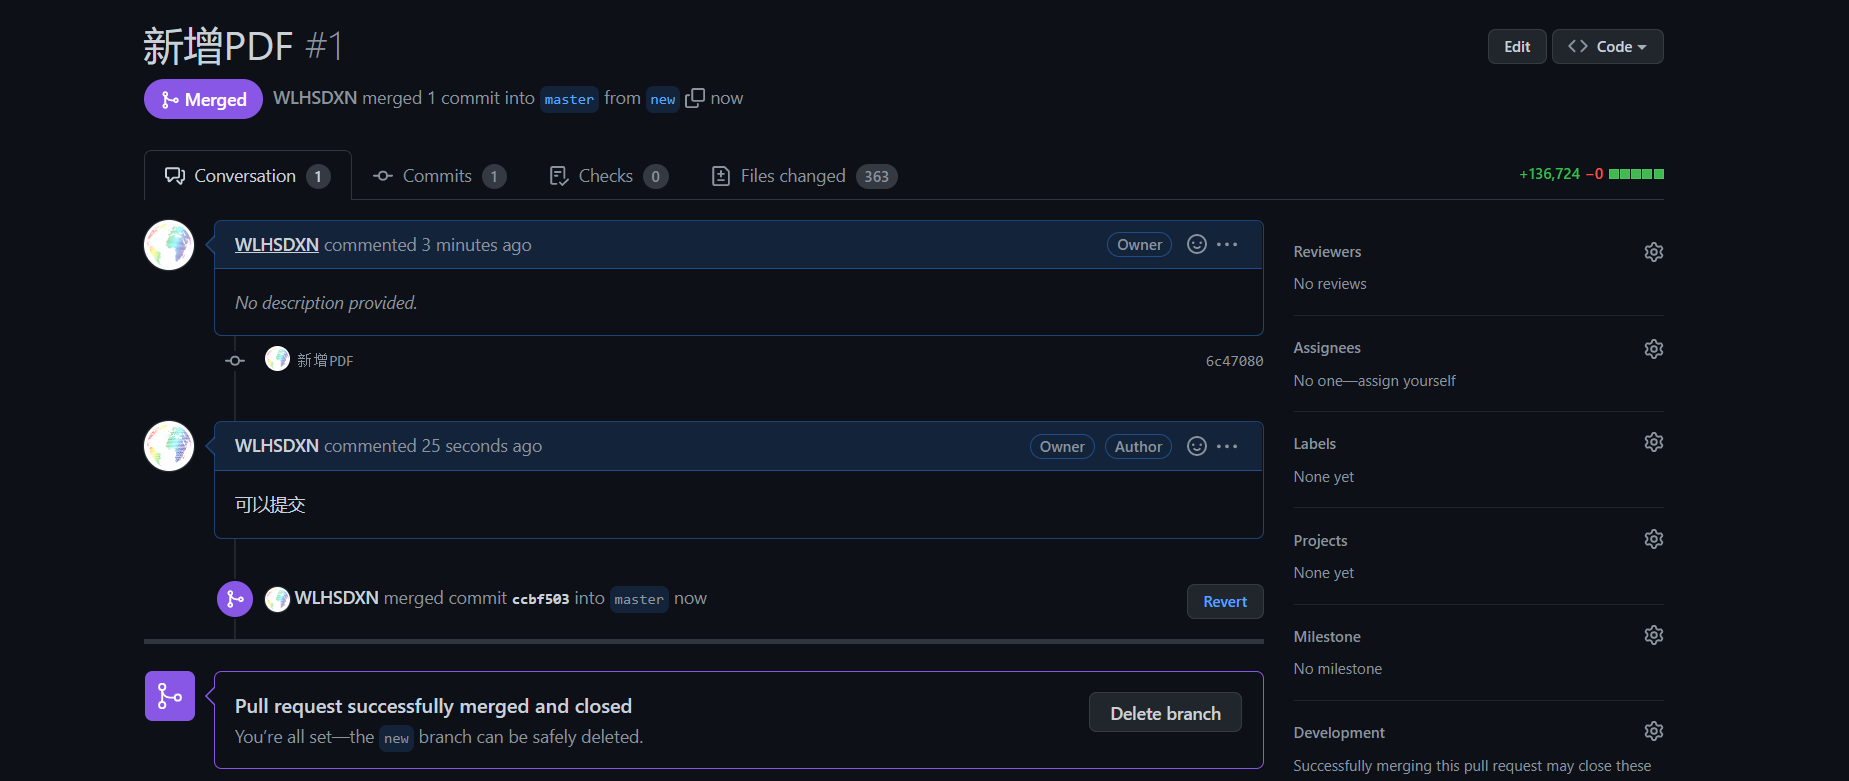 新增PDF #1
Edit
Code
Merged
WLHSDXN merged 1 commit into master from new now
Conversation 1
Commits 1
Checks 0
Files changed 363
+136,724 −0
WLHSDXN commented 3 minutes ago
Owner
No description provided.
新增PDF
6c47080
WLHSDXN commented 25 seconds ago
Owner
Author
可以提交
WLHSDXN merged commit ccbf503 into master now
Revert
Pull request successfully merged and closed
You’re all set—the new branch can be safely deleted.
Delete branch
Reviewers
No reviews
Assignees
No one—assign yourself
Labels
None yet
Projects
None yet
Milestone
No milestone
Development
Successfully merging this pull request may close these